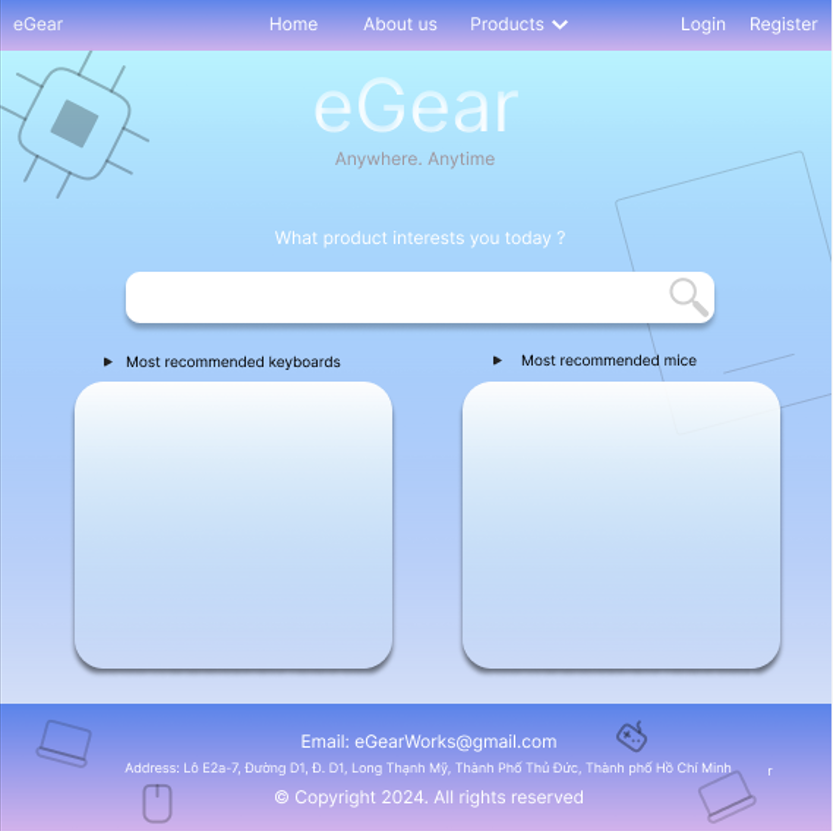 eGear Home About us Products Login Register
eGear
Anywhere. Anytime
What product interests you today ?
Most recommended keyboards
Most recommended mice
Email: eGearWorks@gmail.com
Address: Lô E2a-7, Đường D1, Đ. D1, Long Thạnh Mỹ, Thành Phố Thủ Đức, Thành phố Hồ Chí Minh r
© Copyright 2024. All rights reserved